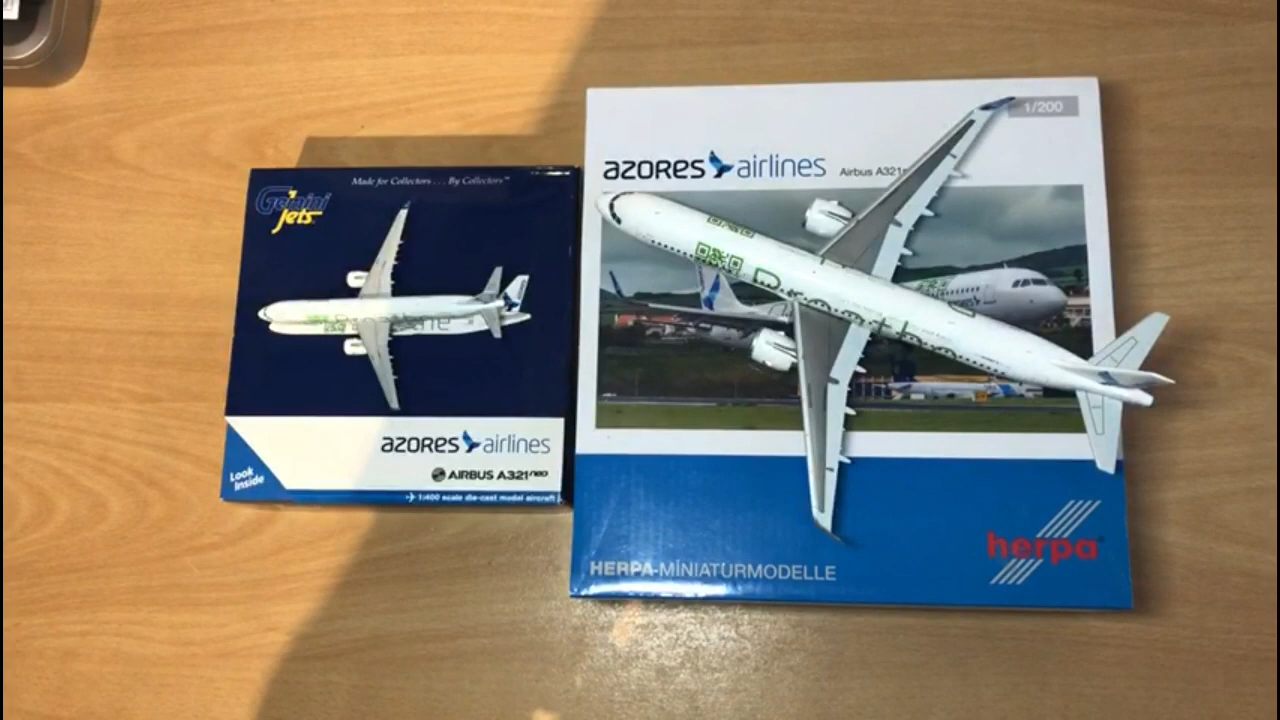 Made for Collectors . . . By Collectors™
Gemini
Jets
azores airlines
AIRBUS A321neo
Look
Inside
1:400 scale die-cast model aircraft
1/200
azores airlines
Airbus A321
Breathe
HERPA-MINIATURMODELLE
herpa